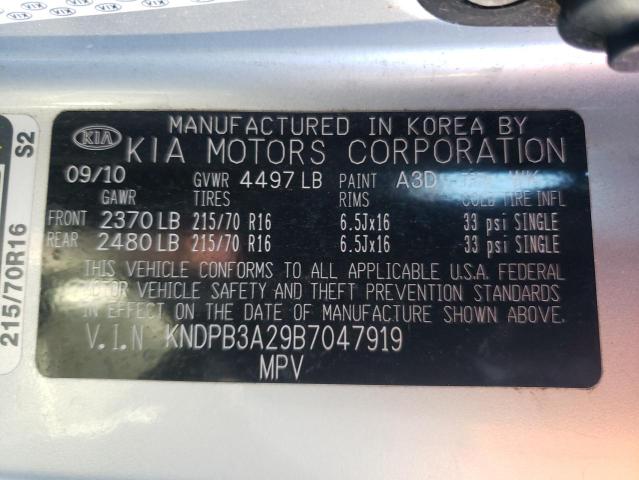 KIA MANUFACTURED IN KOREA BY
KIA MOTORS CORPORATION
09/10 GVWR 4497 LB PAINT A3D
GAWR TIRES RIMS COLD TIRE INFL
FRONT 2370 LB 215/70 R16 6.5Jx16 33 psi SINGLE
REAR 2480 LB 215/70 R16 6.5Jx16 33 psi SINGLE
THIS VEHICLE CONFORMS TO ALL APPLICABLE U.S.A. FEDERAL
MOTOR VEHICLE SAFETY AND THEFT PREVENTION STANDARDS
IN EFFECT ON THE DATE OF MANUFACTURE SHOWN ABOVE.
V.I.N KNDPB3A29B7047919
MPV
215/70R16 S2